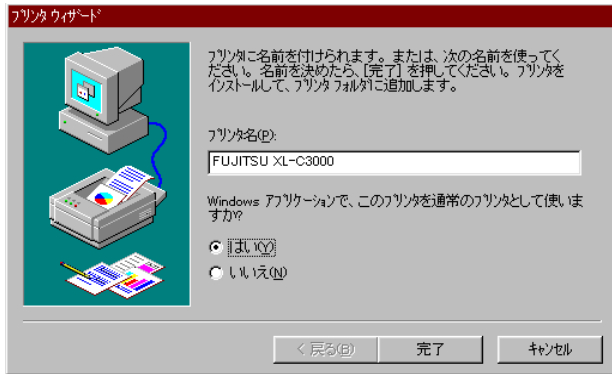 プリンタ ウィザード
プリンタに名前を付けられます。または、次の名前を使ってく
ださい。名前を決めたら、[完了] を押してください。プリンタを
インストールして、プリンタ フォルダに追加します。
プリンタ名(P):
FUJITSU XL-C3000
Windows アプリケーションで、このプリンタを通常のプリンタとして使いま
すか?
はい(Y)
いいえ(N)
< 戻る(B)
完了
キャンセル